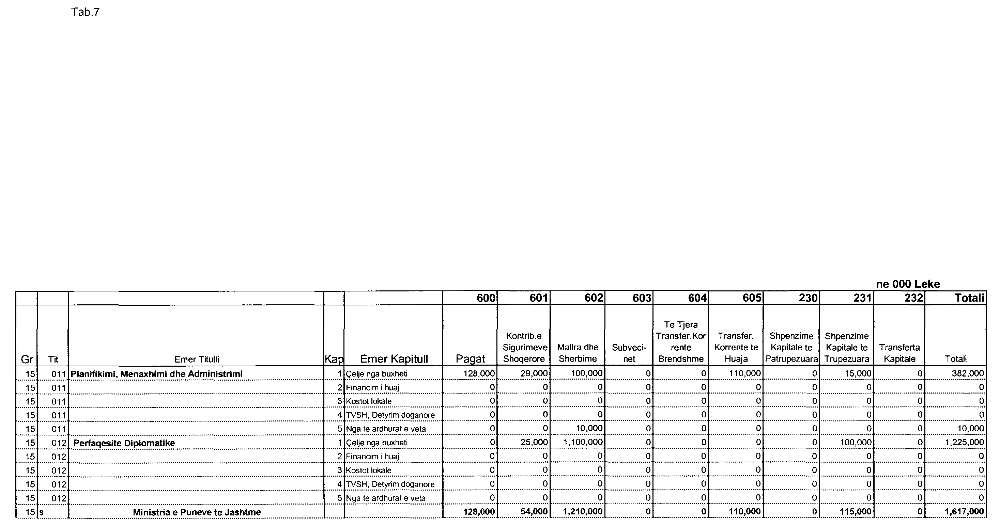 Tab.7
ne 000 Leke
600 601 602 603 604 605 230 231 232 Totali
Te Tjera
Kontrib.e Transfer.Kor Transfer. Shpenzime Shpenzime
Sigurimeve Mallra dhe Subveci- rente Korrente te Kapitale te Kapitale te Transferta
Gr Tit Emer Titulli Kap Emer Kapitull Pagat Shoqerore Sherbime net Brendshme Huaja Patrupezuara Trupezuara Kapitale Totali
15 011 Planifikimi, Menaxhimi dhe Administrimi 1 Çelje nga buxheti 128,000 29,000 100,000 0 0 110,000 0 15,000 0 382,000
15 011 2 Financim i huaj 0 0 0 0 0 0 0 0 0 0
15 011 3 Kostot lokale 0 0 0 0 0 0 0 0 0 0
15 011 4 TVSH, Detyrim doganore 0 0 0 0 0 0 0 0 0 0
15 011 5 Nga te ardhurat e veta 0 0 10,000 0 0 0 0 0 0 10,000
15 012 Perfaqesite Diplomatike 1 Çelje nga buxheti 0 25,000 1,100,000 0 0 0 0 100,000 0 1,225,000
15 012 2 Financim i huaj 0 0 0 0 0 0 0 0 0 0
15 012 3 Kostot lokale 0 0 0 0 0 0 0 0 0 0
15 012 4 TVSH, Detyrim doganore 0 0 0 0 0 0 0 0 0 0
15 012 5 Nga te ardhurat e veta 0 0 0 0 0 0 0 0 0 0
15 s Ministria e Puneve te Jashtme 128,000 54,000 1,210,000 0 0 110,000 0 115,000 0 1,617,000